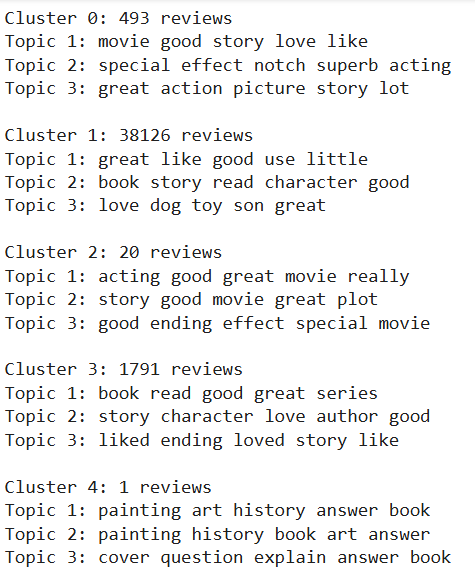 Cluster 0: 493 reviews
Topic 1: movie good story love like
Topic 2: special effect notch superb acting
Topic 3: great action picture story lot
Cluster 1: 38126 reviews
Topic 1: great like good use little
Topic 2: book story read character good
Topic 3: love dog toy son great
Cluster 2: 20 reviews
Topic 1: acting good great movie really
Topic 2: story good movie great plot
Topic 3: good ending effect special movie
Cluster 3: 1791 reviews
Topic 1: book read good great series
Topic 2: story character love author good
Topic 3: liked ending loved story like
Cluster 4: 1 reviews
Topic 1: painting art history answer book
Topic 2: painting history book art answer
Topic 3: cover question explain answer book